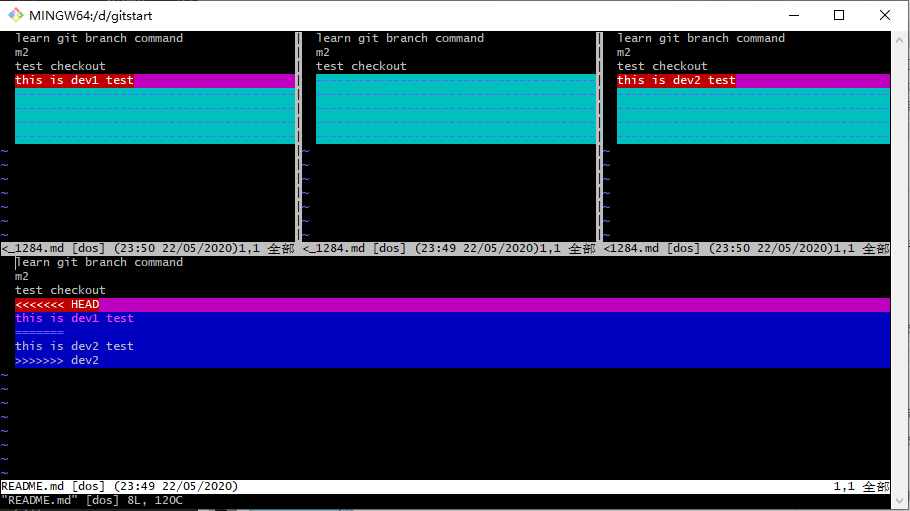 MINGW64:/d/gitstart
learn git branch command
m2
test checkout
this is dev1 test
~
~
~
~
~
~
~
<_1284.md [dos] (23:50 22/05/2020)1,1 全部
learn git branch command
m2
test checkout
~
~
~
~
~
~
~
<_1284.md [dos] (23:49 22/05/2020)1,1 全部
learn git branch command
m2
test checkout
this is dev2 test
~
~
~
~
~
~
~
<1284.md [dos] (23:50 22/05/2020)1,1 全部
learn git branch command
m2
test checkout
<<<<<<< HEAD
this is dev1 test
=======
this is dev2 test
>>>>>>> dev2
~
~
~
~
~
~
~
~
README.md [dos] (23:49 22/05/2020) 1,1 全部
"README.md" [dos] 8L, 120C